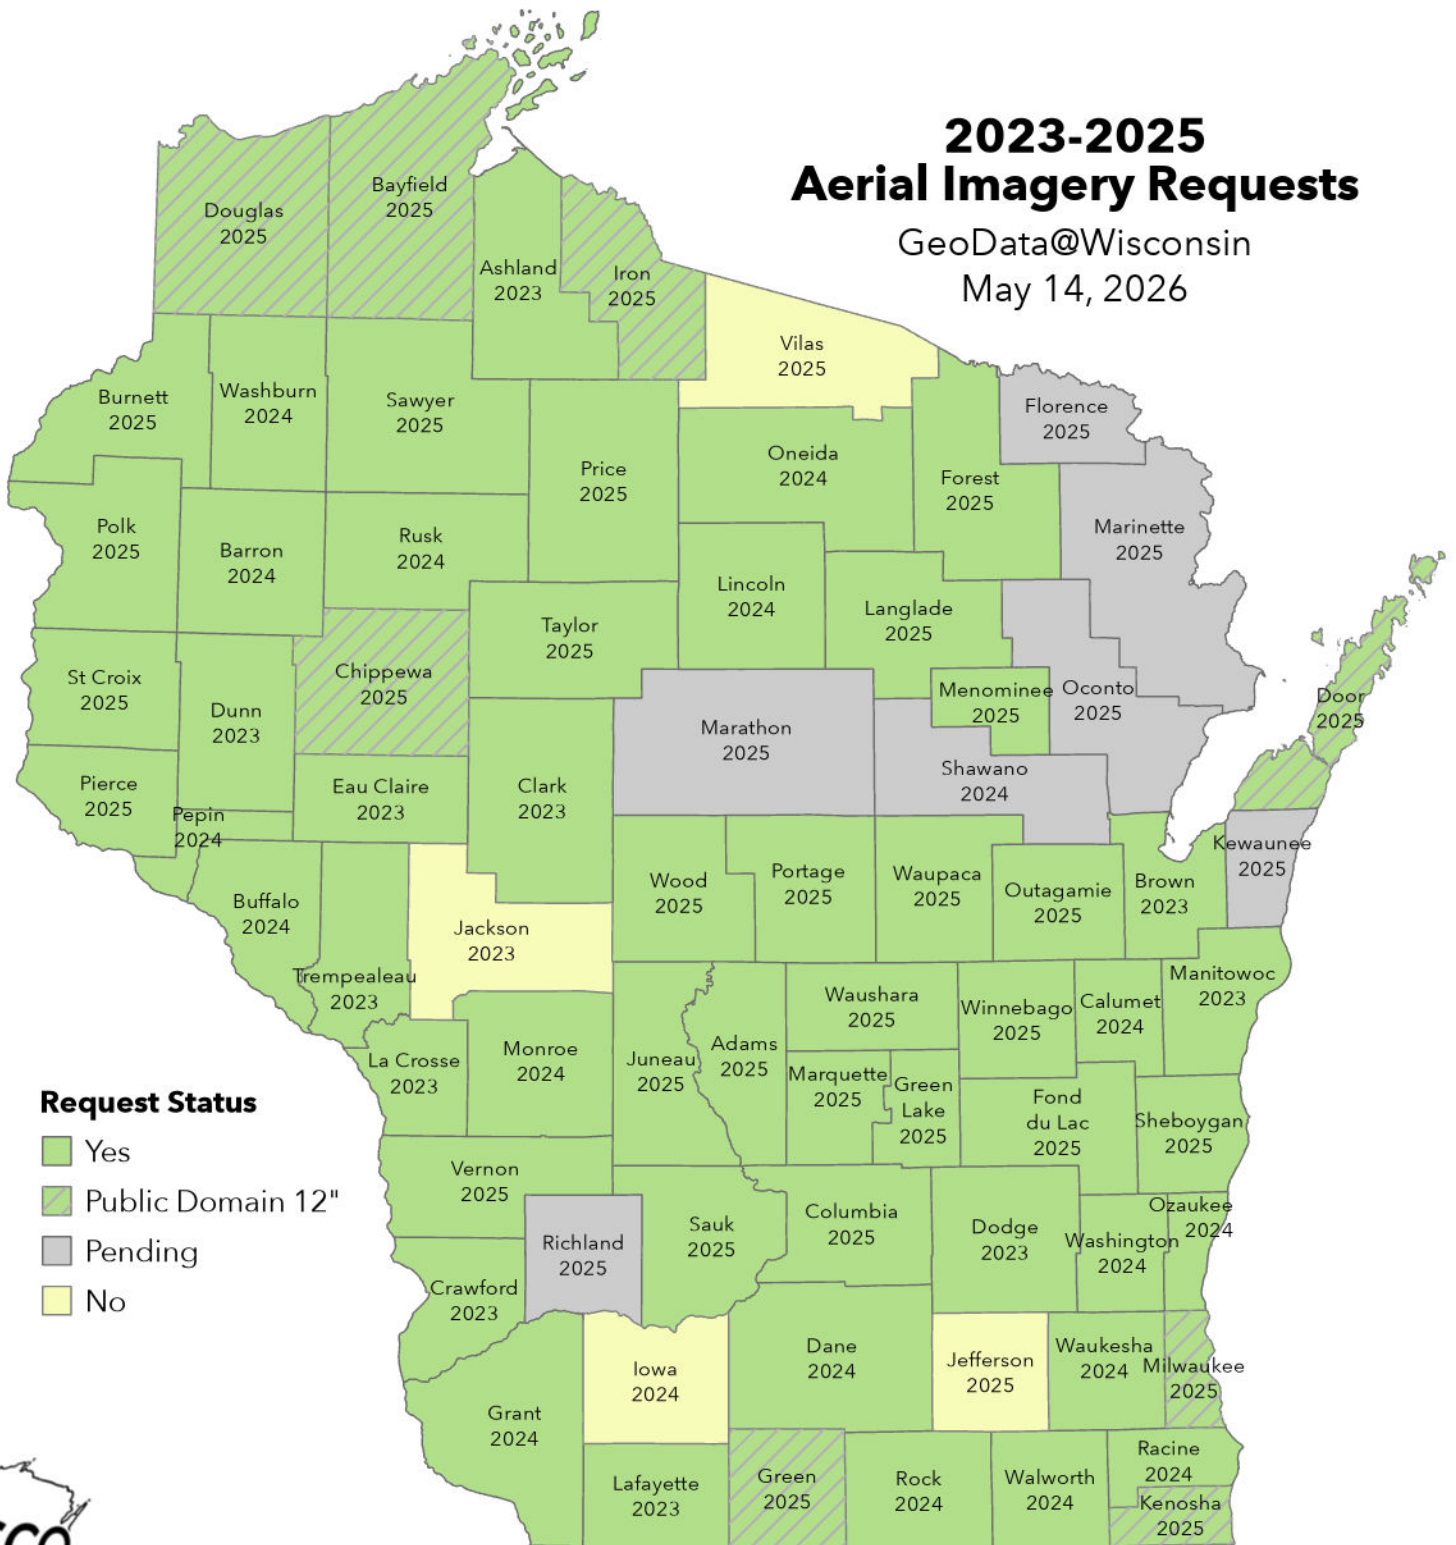 2023-2025
Aerial Imagery Requests
GeoData@Wisconsin
May 14, 2026
Douglas
2025
Bayfield
2025
Ashland
2023
Iron
2025
Vilas
2025
Burnett
2025
Washburn
2024
Sawyer
2025
Price
2025
Oneida
2024
Forest
2025
Florence
2025
Marinette
2025
Polk
2025
Barron
2024
Rusk
2024
Taylor
2025
Lincoln
2024
Langlade
2025
Menominee
2025
Oconto
2025
Door
2025
St Croix
2025
Dunn
2023
Chippewa
2025
Marathon
2025
Shawano
2024
Pierce
2025
Pepin
2024
Eau Claire
2023
Clark
2023
Kewaunee
2025
Buffalo
2024
Trempealeau
2023
Jackson
2023
Wood
2025
Portage
2025
Waupaca
2025
Outagamie
2025
Brown
2023
La Crosse
2023
Monroe
2024
Juneau
2025
Adams
2025
Waushara
2025
Winnebago
2025
Calumet
2024
Manitowoc
2023
Marquette
2025
Green
Lake
2025
Fond
du Lac
2025
Sheboygan
2025
Vernon
2025
Richland
2025
Sauk
2025
Columbia
2025
Dodge
2023
Washington
2024
Ozaukee
2024
Crawford
2023
Grant
2024
Iowa
2024
Dane
2024
Jefferson
2025
Waukesha
2024
Milwaukee
2025
Lafayette
2023
Green
2025
Rock
2024
Walworth
2024
Racine
2024
Kenosha
2025
Request Status
Yes
Public Domain 12"
Pending
No